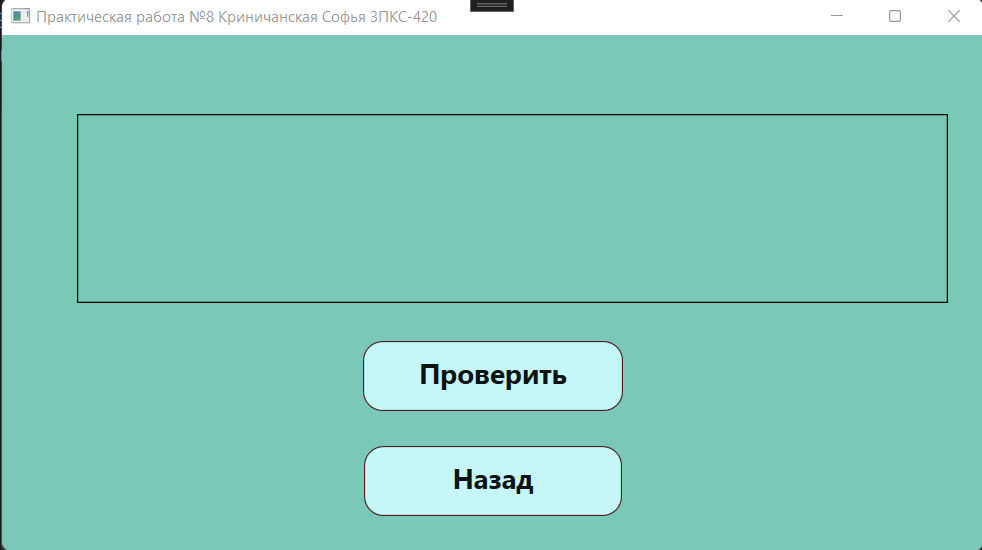 Практическая работа №8 Криничанская Софья 3ПКС-420
Проверить
Назад